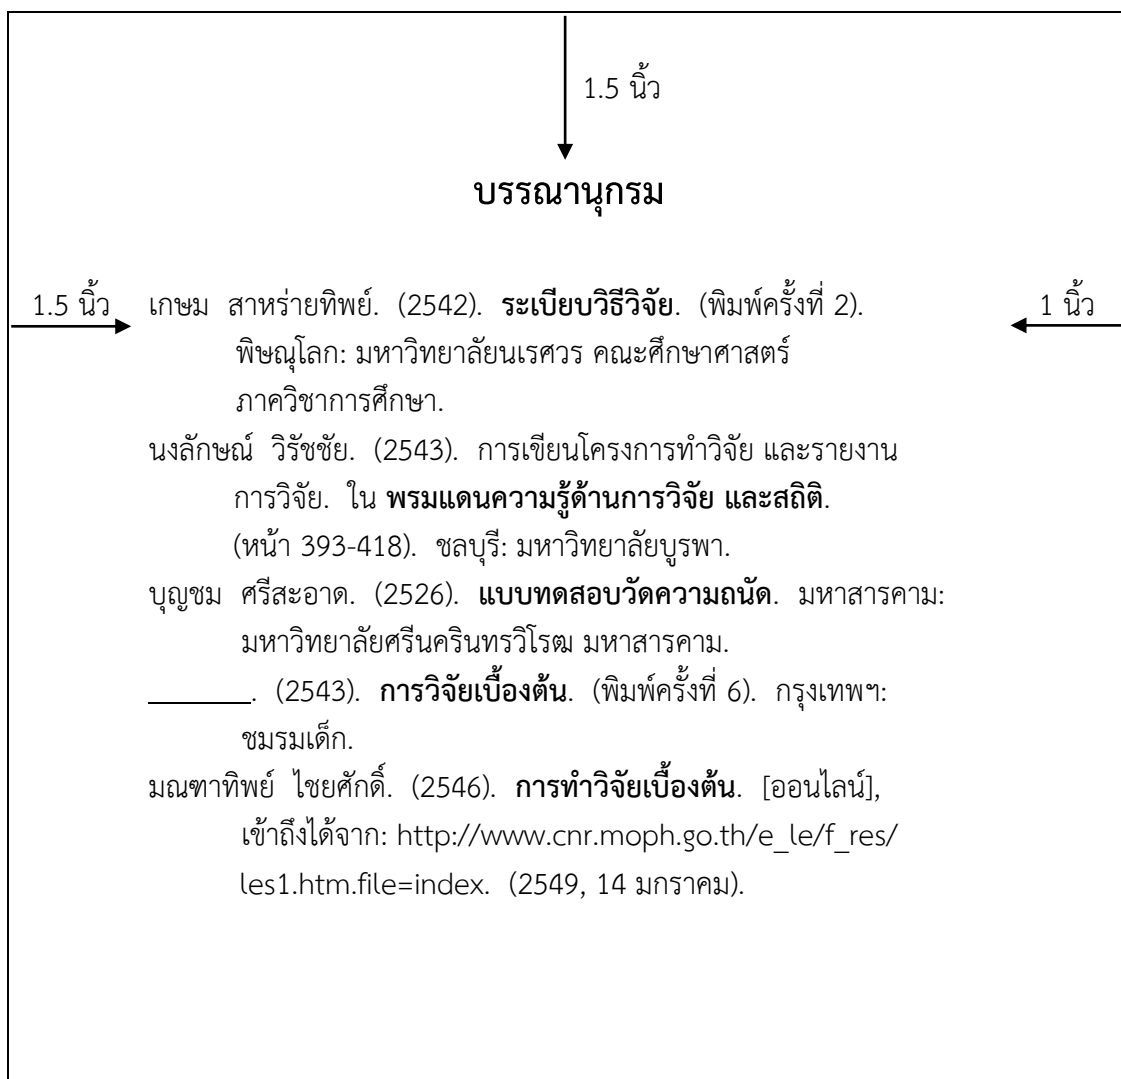 1.5 นิ้ว
บรรณานุกรม
1.5 นิ้ว เกษม สาหร่ายทิพย์. (2542). ระเบียบวิธีวิจัย. (พิมพ์ครั้งที่ 2). 1 นิ้ว
พิษณุโลก: มหาวิทยาลัยนเรศวร คณะศึกษาศาสตร์
ภาควิชาการศึกษา.
นงลักษณ์ วิรัชชัย. (2543). การเขียนโครงการทำวิจัย และรายงาน
การวิจัย. ใน พรมแดนความรู้ด้านการวิจัย และสถิติ.
(หน้า 393-418). ชลบุรี: มหาวิทยาลัยบูรพา.
บุญชม ศรีสะอาด. (2526). แบบทดสอบวัดความถนัด. มหาสารคาม:
มหาวิทยาลัยศรีนครินทรวิโรฒ มหาสารคาม.
________. (2543). การวิจัยเบื้องต้น. (พิมพ์ครั้งที่ 6). กรุงเทพฯ:
ชมรมเด็ก.
มณฑาทิพย์ ไชยศักดิ์. (2546). การทำวิจัยเบื้องต้น. [ออนไลน์],
เข้าถึงได้จาก: http://www.cnr.moph.go.th/e_le/f_res/
les1.htm.file=index. (2549, 14 มกราคม).